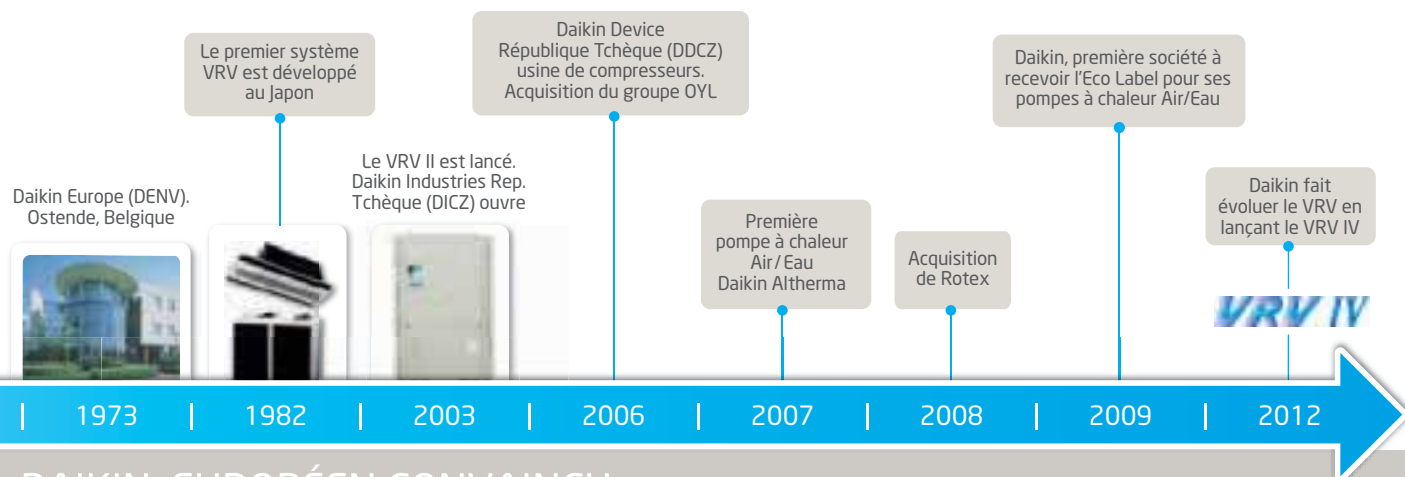 Daikin Europe (DENV).
Ostende, Belgique
Le premier système
VRV est développé
au Japon
Le VRV II est lancé.
Daikin Industries Rep.
Tchèque (DICZ) ouvre
Daikin Device
République Tchèque (DDCZ)
usine de compresseurs.
Acquisition du groupe OYL
Première
pompe à chaleur
Air/Eau
Daikin Altherma
Acquisition
de Rotex
Daikin, première société à
recevoir l'Eco Label pour ses
pompes à chaleur Air/Eau
Daikin fait
évoluer le VRV en
lançant le VRV IV
VRV IV
| 1973 | 1982 | 2003 | 2006 | 2007 | 2008 | 2009 | 2012
DAIKIN, EUROPÉEN CONVAINCU